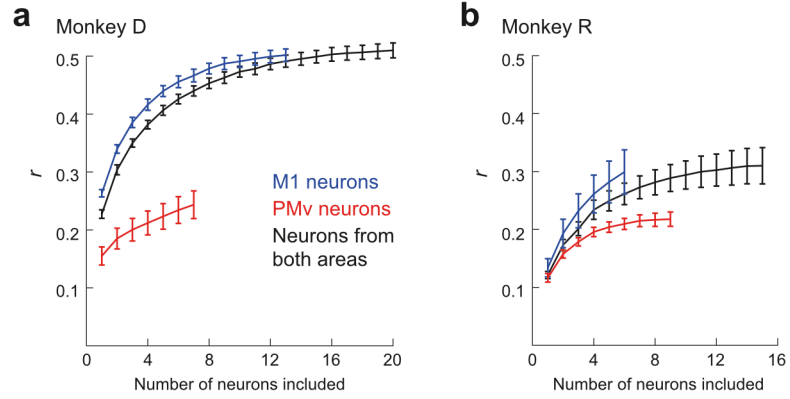 a
Monkey D
0.5
0.4
0.3
0.2
0.1
r
M1 neurons
PMv neurons
Neurons from
both areas
0 4 8 12 16 20
Number of neurons included
b
Monkey R
0.5
0.4
0.3
0.2
0.1
r
0 4 8 12 16
Number of neurons included